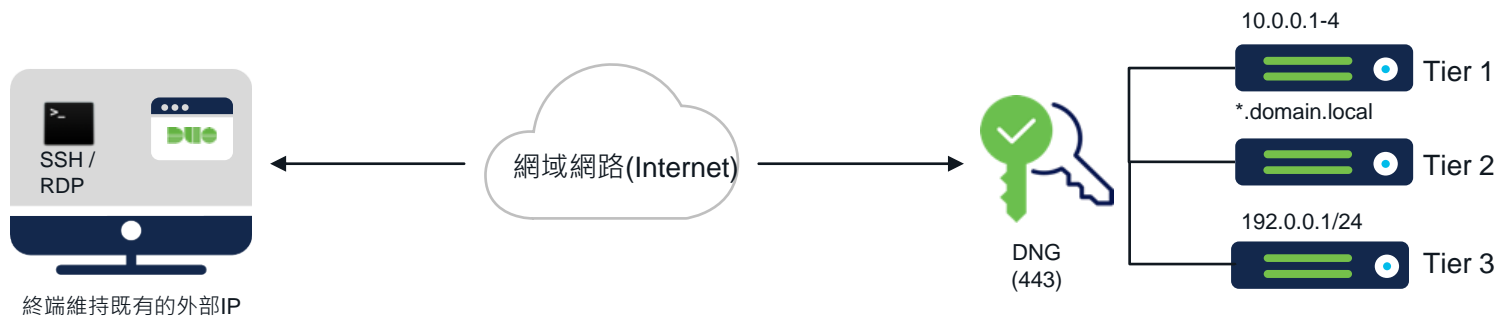 >_
DUO
SSH /
RDP
終端維持既有的外部IP
網域網路(Internet)
DNG
(443)
10.0.0.1-4
Tier 1
*.domain.local
Tier 2
192.0.0.1/24
Tier 3